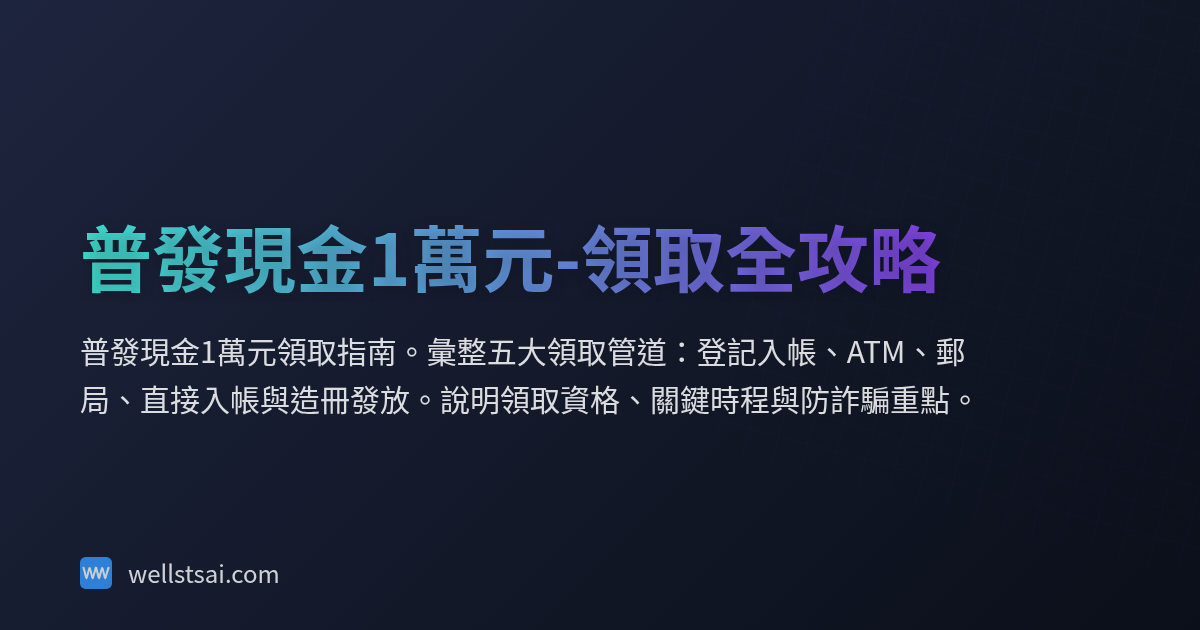 普發現金1萬元-領取全攻略
普發現金1萬元領取指南。彙整五大領取管道：登記入帳、ATM、郵
局、直接入帳與造冊發放。說明領取資格、關鍵時程與防詐騙重點。
wellstsai.com